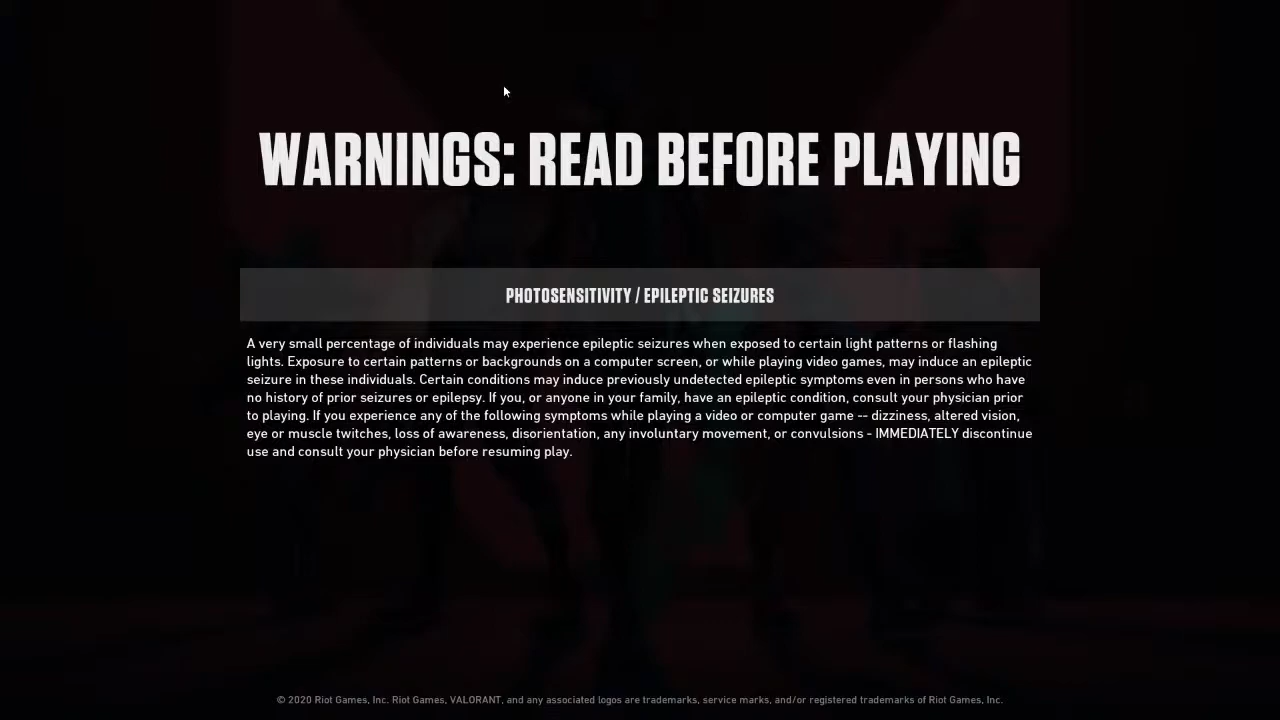 WARNINGS: READ BEFORE PLAYING
PHOTOSENSITIVITY / EPILEPTIC SEIZURES
A very small percentage of individuals may experience epileptic seizures when exposed to certain light patterns or flashing
lights. Exposure to certain patterns or backgrounds on a computer screen, or while playing video games, may induce an epileptic
seizure in these individuals. Certain conditions may induce previously undetected epileptic symptoms even in persons who have
no history of prior seizures or epilepsy. If you, or anyone in your family, have an epileptic condition, consult your physician prior
to playing. If you experience any of the following symptoms while playing a video or computer game -- dizziness, altered vision,
eye or muscle twitches, loss of awareness, disorientation, any involuntary movement, or convulsions - IMMEDIATELY discontinue
use and consult your physician before resuming play.
© 2020 Riot Games, Inc. Riot Games, VALORANT, and any associated logos are trademarks, service marks, and/or registered trademarks of Riot Games, Inc.